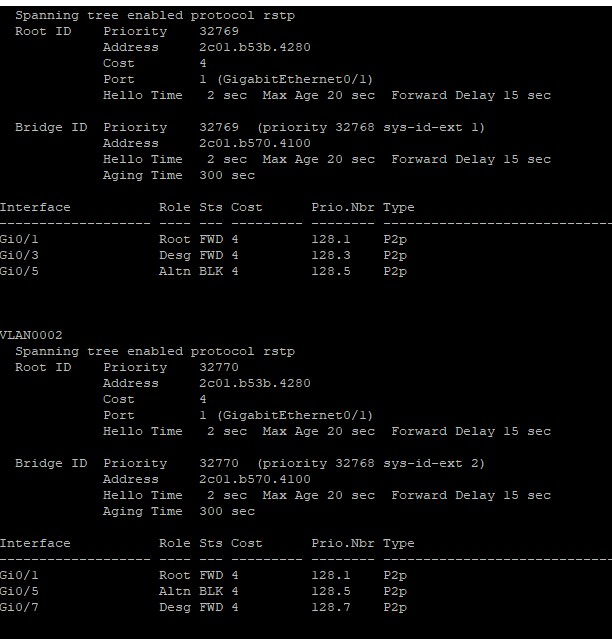 Spanning tree enabled protocol rstp
Root ID Priority 32769
Address 2c01.b53b.4280
Cost 4
Port 1 (GigabitEthernet0/1)
Hello Time 2 sec Max Age 20 sec Forward Delay 15 sec
Bridge ID Priority 32769 (priority 32768 sys-id-ext 1)
Address 2c01.b570.4100
Hello Time 2 sec Max Age 20 sec Forward Delay 15 sec
Aging Time 300 sec
Interface Role Sts Cost Prio.Nbr Type
------------------- ---- --- --------- -------- --------------------------------
Gi0/1 Root FWD 4 128.1 P2p
Gi0/3 Desg FWD 4 128.3 P2p
Gi0/5 Altn BLK 4 128.5 P2p
VLAN0002
Spanning tree enabled protocol rstp
Root ID Priority 32770
Address 2c01.b53b.4280
Cost 4
Port 1 (GigabitEthernet0/1)
Hello Time 2 sec Max Age 20 sec Forward Delay 15 sec
Bridge ID Priority 32770 (priority 32768 sys-id-ext 2)
Address 2c01.b570.4100
Hello Time 2 sec Max Age 20 sec Forward Delay 15 sec
Aging Time 300 sec
Interface Role Sts Cost Prio.Nbr Type
------------------- ---- --- --------- -------- --------------------------------
Gi0/1 Root FWD 4 128.1 P2p
Gi0/5 Altn BLK 4 128.5 P2p
Gi0/7 Desg FWD 4 128.7 P2p